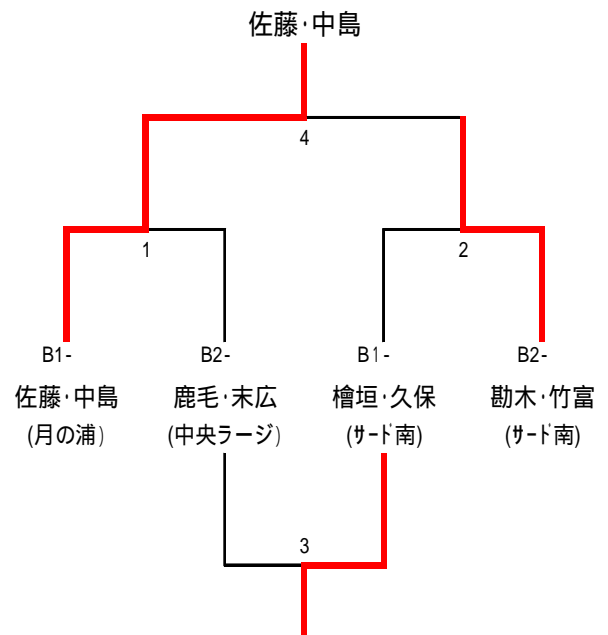 佐藤･中島
4
1
2
B1-
B2-
B1-
B2-
佐藤･中島
鹿毛･末広
檜垣･久保
勘木･竹富
(月の浦)
(中央ラージ)
(ｻｰﾄﾞ南)
(ｻｰﾄﾞ南)
3